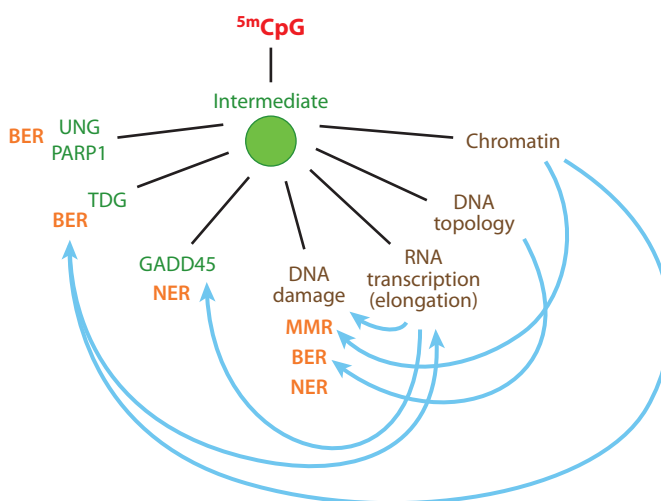 5mCpG
Intermediate
BER
UNG
PARP1
Chromatin
TDG
BER
DNA
topology
GADD45
NER
DNA
damage
RNA
transcription
(elongation)
MMR
BER
NER